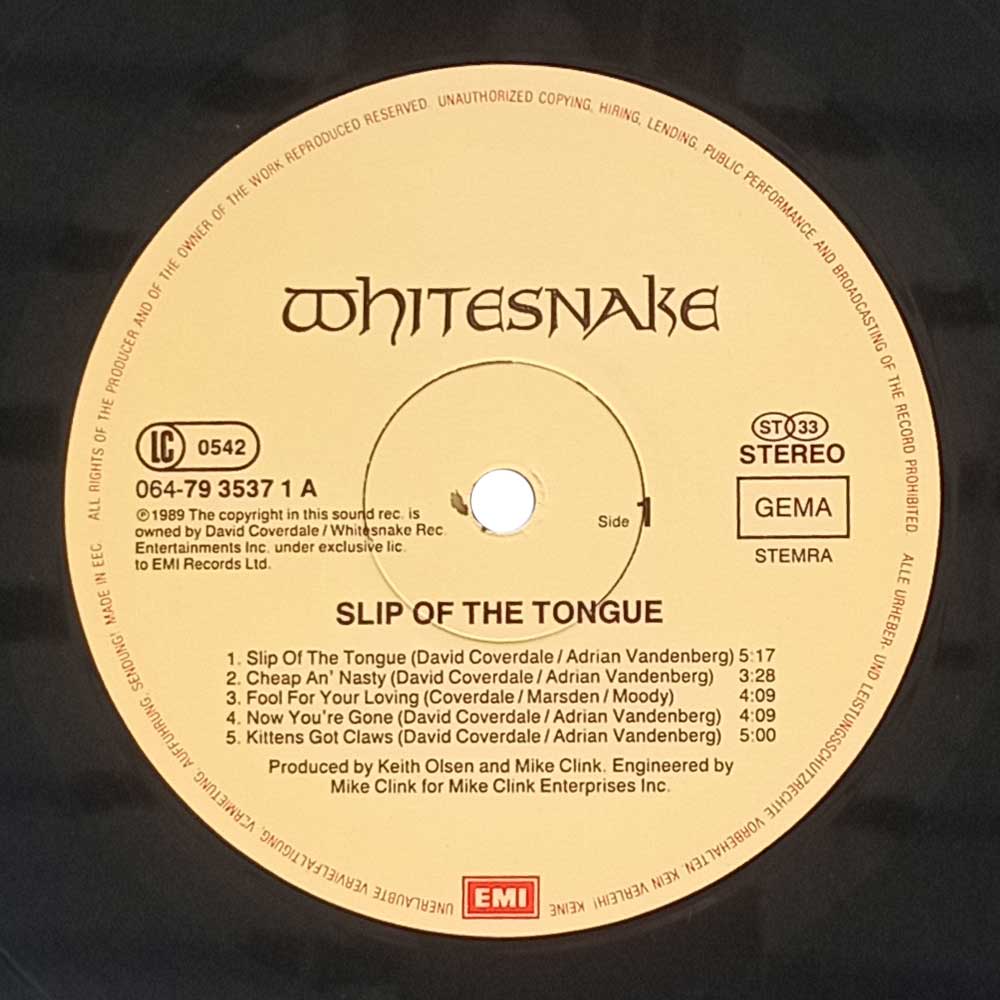 ALL RIGHTS OF THE PRODUCER AND OF THE OWNER OF THE WORK REPRODUCED RESERVED. UNAUTHORIZED COPYING, HIRING, LENDING, PUBLIC PERFORMANCE AND BROADCASTING OF THE RECORD PROHIBITED.
WHITESNAKE
LC 0542
064-79 3537 1 A
℗1989 The copyright in this sound rec. is
owned by David Coverdale / Whitesnake Rec.
Entertainments Inc. under exclusive lic.
to EMI Records Ltd.
Side 1
ST 33
STEREO
GEMA
STEMRA
SLIP OF THE TONGUE
1. Slip Of The Tongue (David Coverdale / Adrian Vandenberg) 5:17
2. Cheap An' Nasty (David Coverdale / Adrian Vandenberg) 3:28
3. Fool For Your Loving (Coverdale / Marsden / Moody) 4:09
4. Now You're Gone (David Coverdale / Adrian Vandenberg) 4:09
5. Kittens Got Claws (David Coverdale / Adrian Vandenberg) 5:00
Produced by Keith Olsen and Mike Clink. Engineered by
Mike Clink for Mike Clink Enterprises Inc.
EMI
ALLE URHEBER- UND LEISTUNGSSCHUTZRECHTE VORBEHALTEN. KEIN VERLEIH! KEINE UNERLAUBTE VERVIELFÄLTIGUNG, VERMIETUNG, AUFFÜHRUNG, SENDUNG! MADE IN EEC.